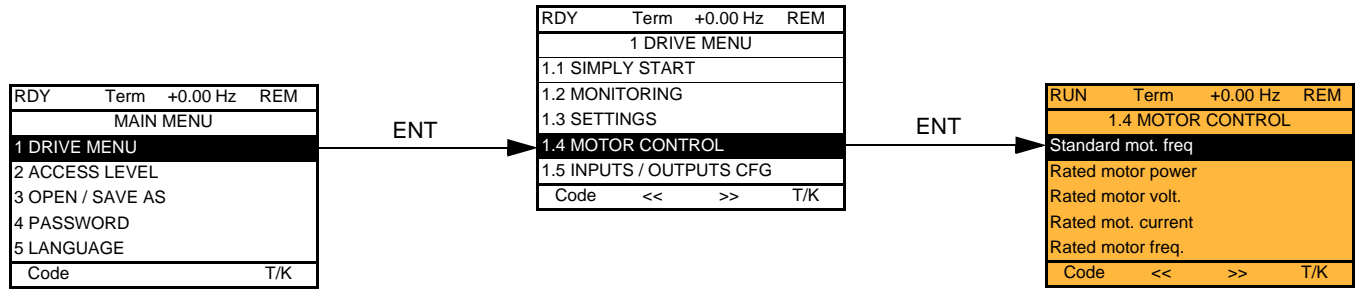 RDY Term +0.00 Hz REM
MAIN MENU
1 DRIVE MENU
2 ACCESS LEVEL
3 OPEN / SAVE AS
4 PASSWORD
5 LANGUAGE
Code T/K
ENT
RDY Term +0.00 Hz REM
1 DRIVE MENU
1.1 SIMPLY START
1.2 MONITORING
1.3 SETTINGS
1.4 MOTOR CONTROL
1.5 INPUTS / OUTPUTS CFG
Code << >> T/K
ENT
RUN Term +0.00 Hz REM
1.4 MOTOR CONTROL
Standard mot. freq
Rated motor power
Rated motor volt.
Rated mot. current
Rated motor freq.
Code << >> T/K